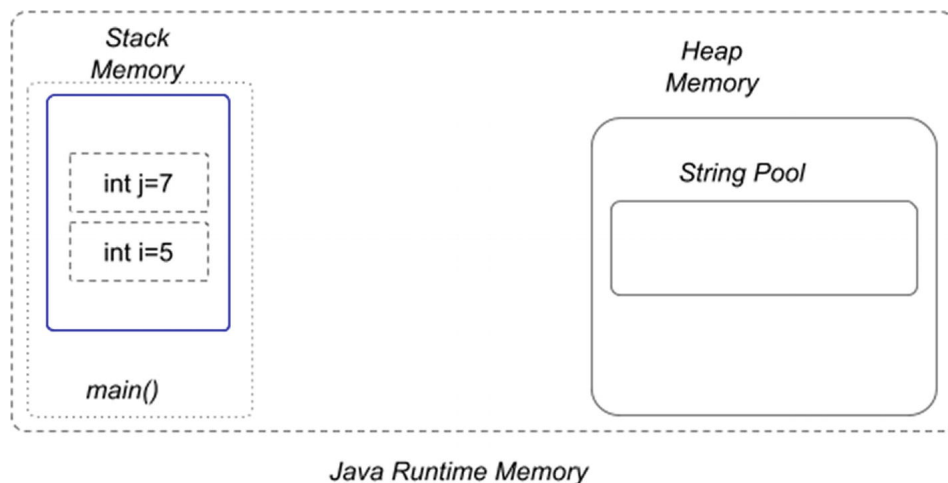 Stack
Memory
int j=7
int i=5
main()
Heap
Memory
String Pool
Java Runtime Memory